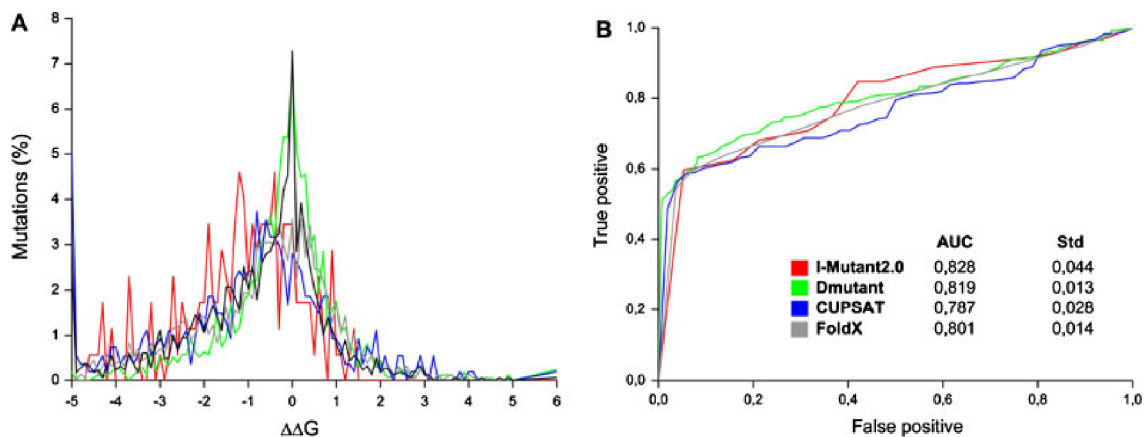 A
8
7
6
5
4
3
2
1
0
Mutations (%)
-5 -4 -3 -2 -1 0 1 2 3 4 5 6
ΔΔG
B
1,0
0,8
0,6
0,4
0,2
0,0
True positive
AUC Std
I-Mutant2.0 0,828 0,044
Dmutant 0,819 0,013
CUPSAT 0,787 0,028
FoldX 0,801 0,014
0,0 0,2 0,4 0,6 0,8 1,0
False positive